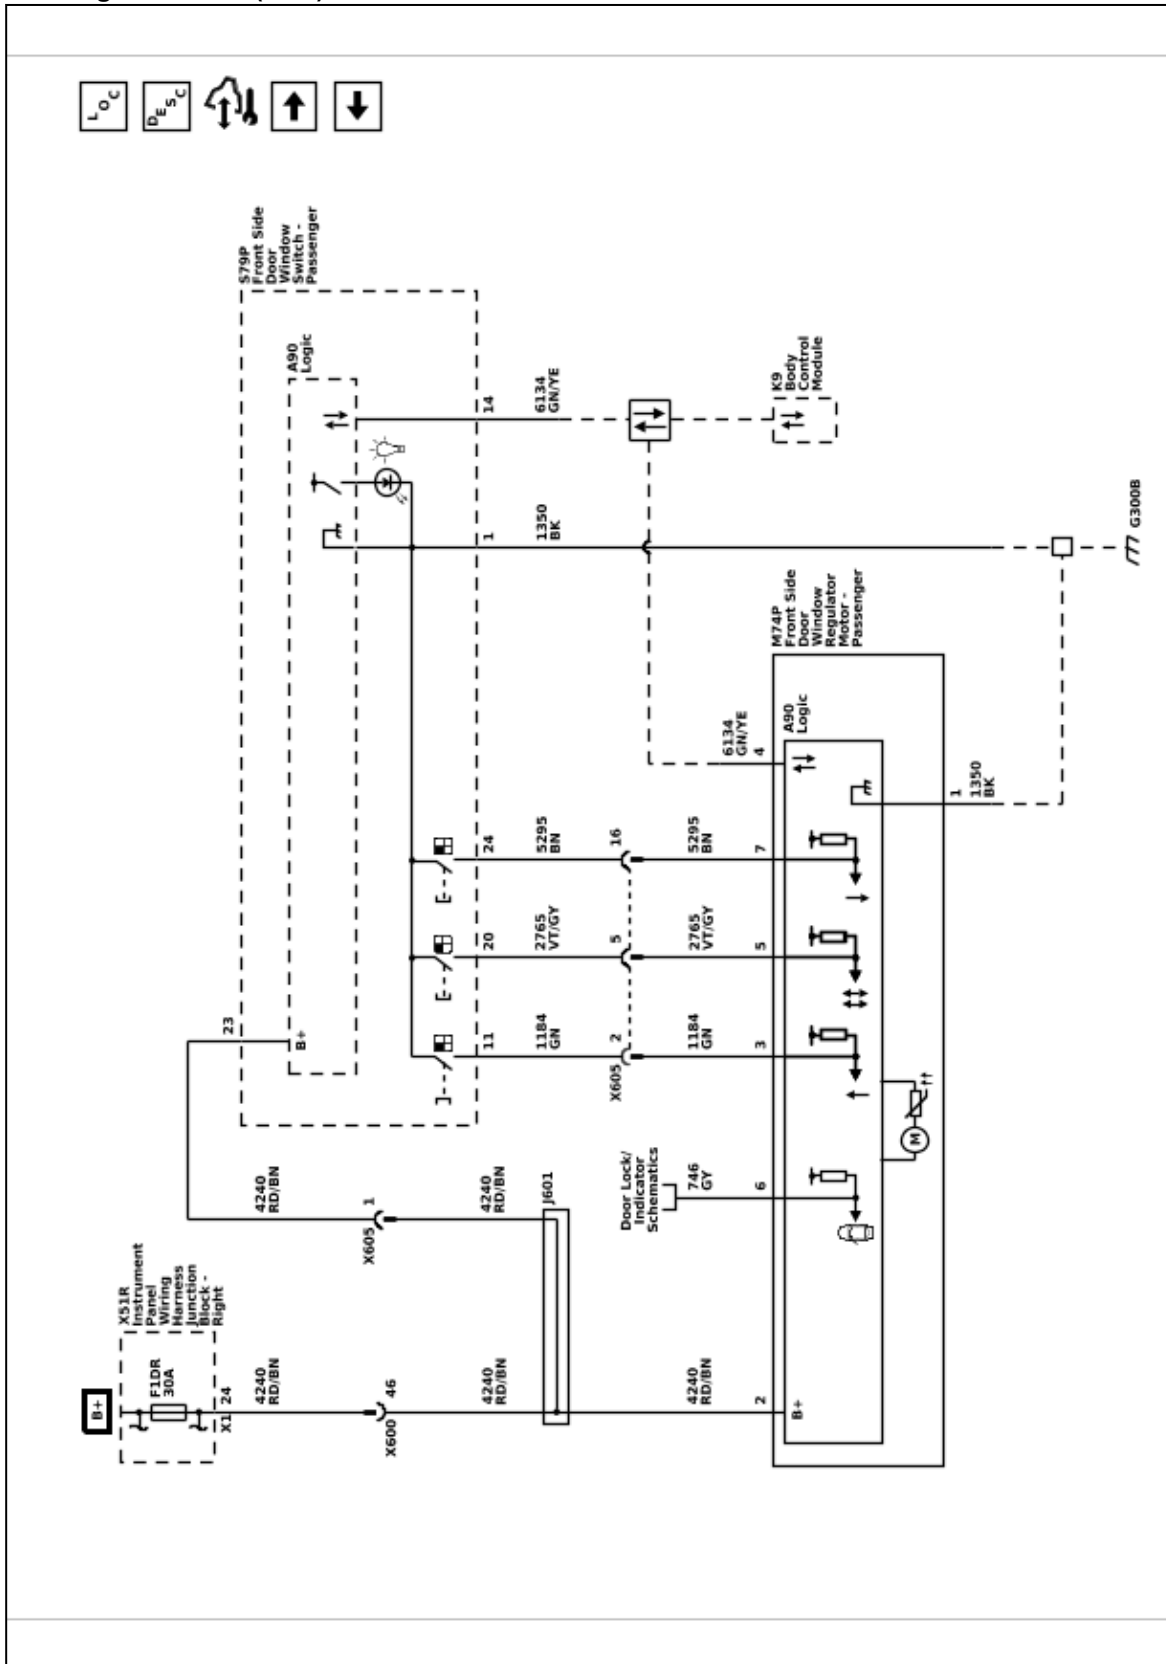 LOC
DESC
S79P
Front Side
Door
Window
Switch -
Passenger
A90
Logic
14
6134
GN/YE
K9
Body
Control
Module
1
1350
BK
G300B
M74P
Front Side
Door
Window
Regulator
Motor -
Passenger
A90
Logic
6134
GN/YE
4
1
1350
BK
24
5295
BN
16
5295
BN
7
20
2765
VT/GY
5
2765
VT/GY
5
23
B+
11
1184
GN
2
X605
1184
GN
3
M
Door Lock/
Indicator
Schematics
746
GY
6
4240
RD/BN
1
X605
4240
RD/BN
J601
X51R
Instrument
Panel
Wiring
Harness
Junction
Block -
Right
B+
F1DR
30A
24
X1
4240
RD/BN
46
X600
4240
RD/BN
4240
RD/BN
2
B+